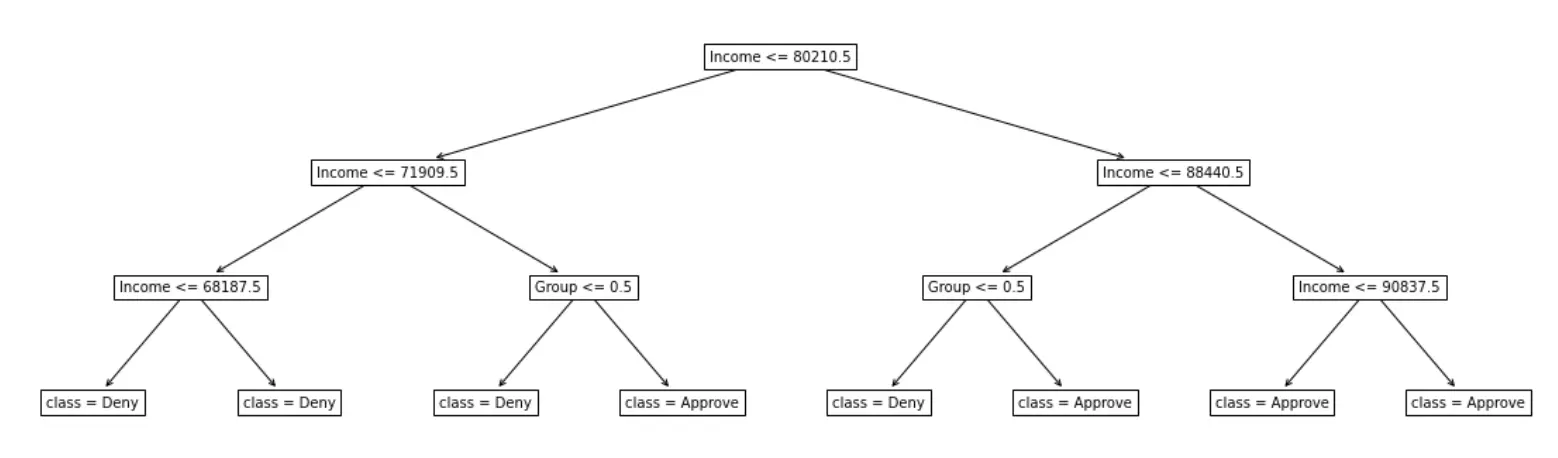 Income <= 80210.5
Income <= 71909.5
Income <= 88440.5
Income <= 68187.5
Group <= 0.5
Group <= 0.5
Income <= 90837.5
class = Deny
class = Deny
class = Deny
class = Approve
class = Deny
class = Approve
class = Approve
class = Approve